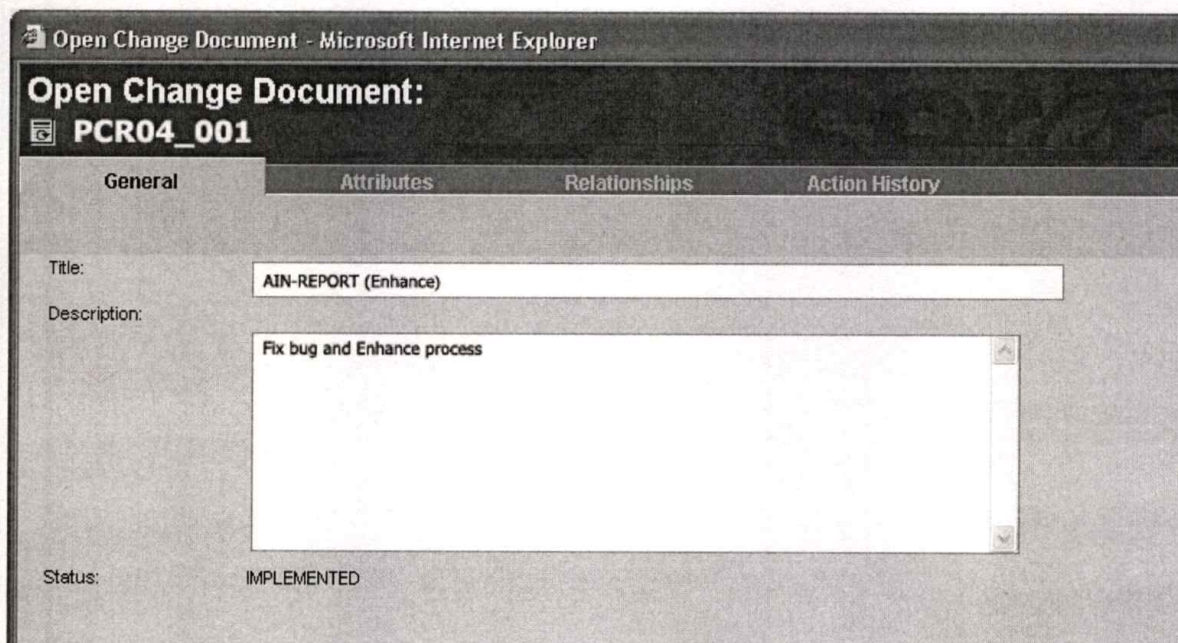 Open Change Document - Microsoft Internet Explorer
Open Change Document:
PCR04_001
General Attributes Relationships Action History
Title:
AIN-REPORT (Enhance)
Description:
Fix bug and Enhance process
Status: IMPLEMENTED